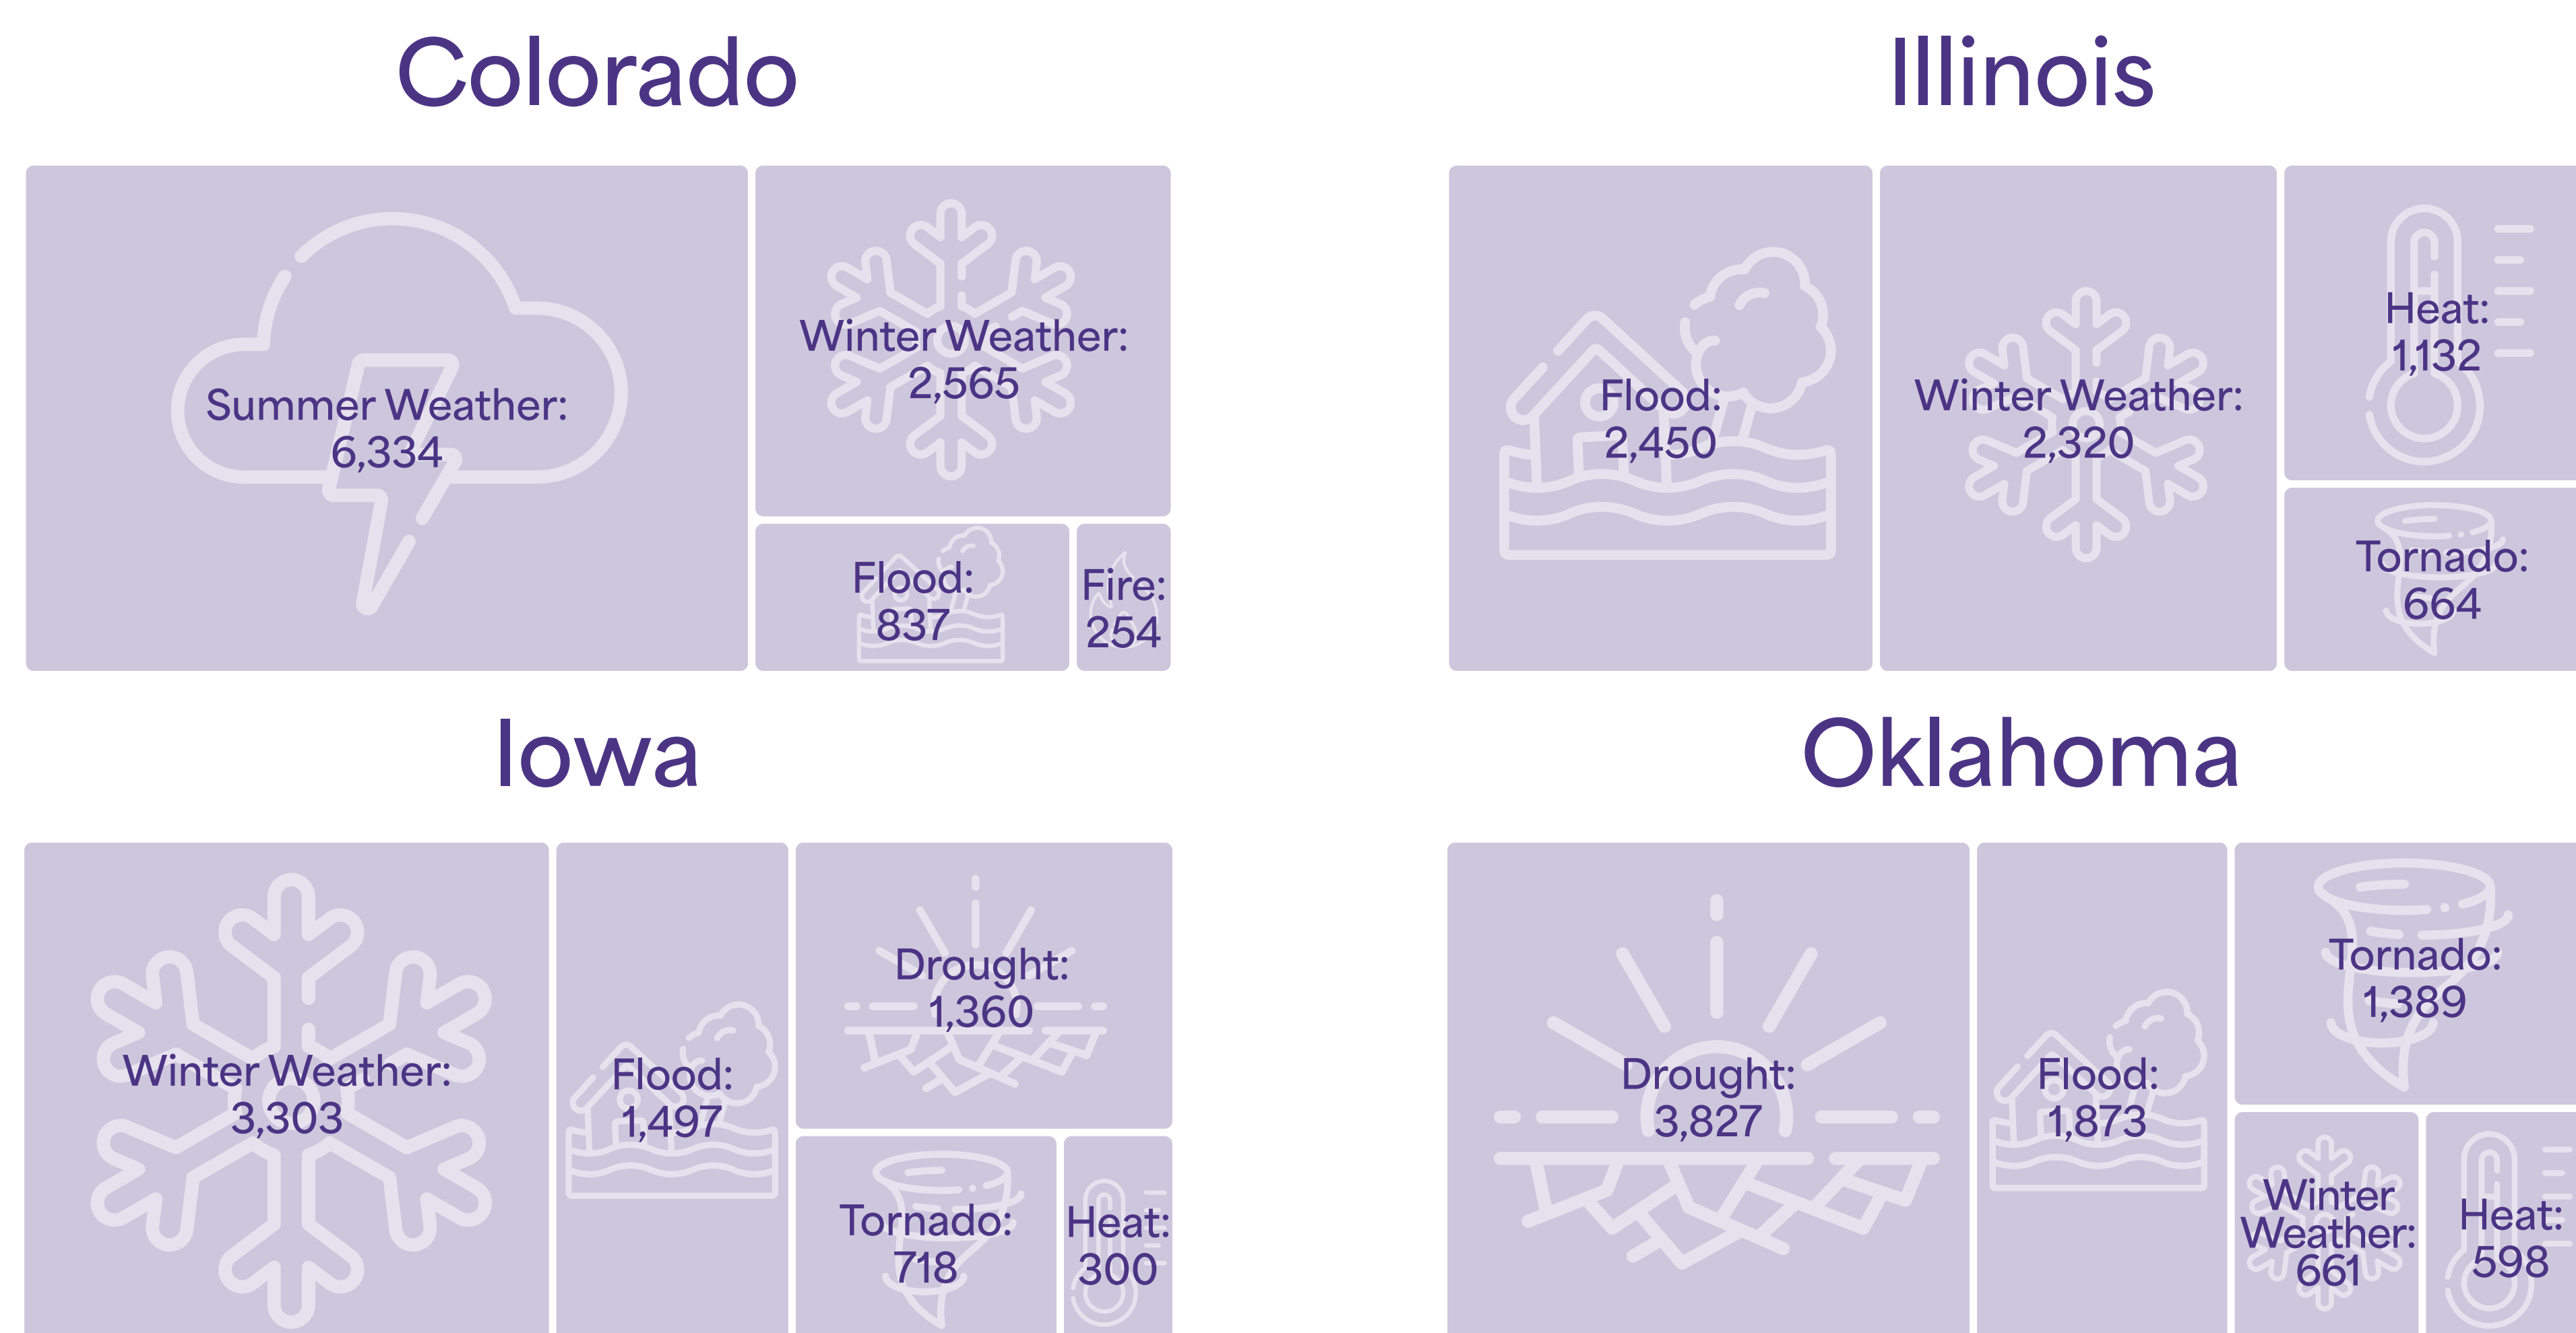 Colorado
Summer Weather:
6,334
Winter Weather:
2,565
Flood:
837
Fire:
254
Illinois
Flood:
2,450
Winter Weather:
2,320
Heat:
1,132
Tornado:
664
Iowa
Winter Weather:
3,303
Flood:
1,497
Drought:
1,360
Tornado:
718
Heat:
300
Oklahoma
Drought:
3,827
Flood:
1,873
Tornado:
1,389
Winter
Weather:
661
Heat:
598